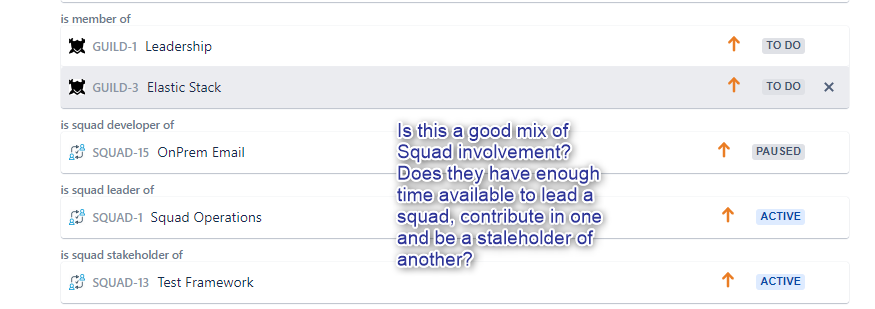 is member of
GUILD-1 Leadership TO DO
GUILD-3 Elastic Stack TO DO
is squad developer of
SQUAD-15 OnPrem Email PAUSED
is squad leader of
SQUAD-1 Squad Operations ACTIVE
is squad stakeholder of
SQUAD-13 Test Framework ACTIVE
Is this a good mix of
Squad involvement?
Does they have enough
time available to lead a
squad, contribute in one
and be a staleholder of
another?